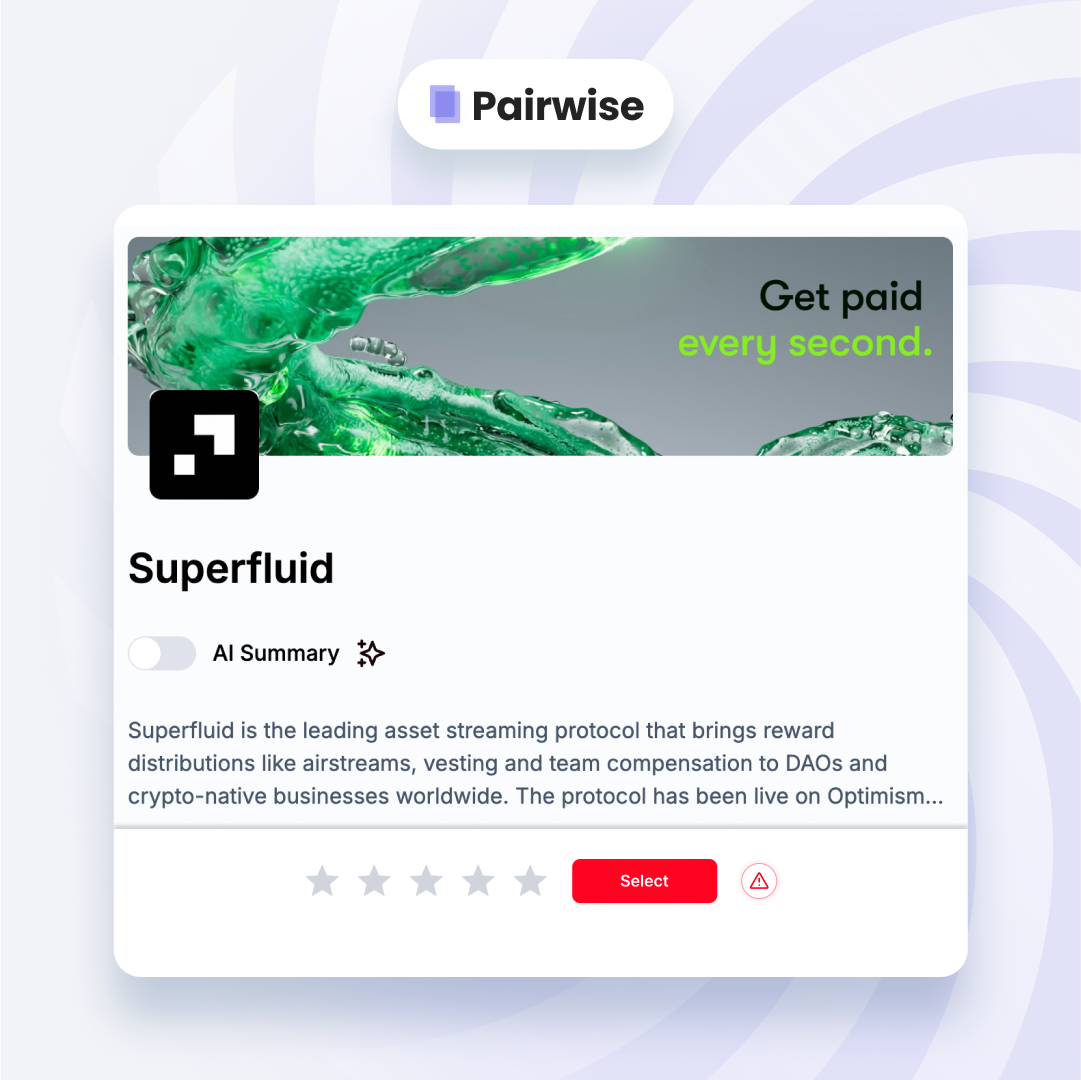 Pairwise
Get paid
every second.
Superfluid
AI Summary
Superfluid is the leading asset streaming protocol that brings reward
distributions like airstreams, vesting and team compensation to DAOs and
crypto-native businesses worldwide. The protocol has been live on Optimism...
Select